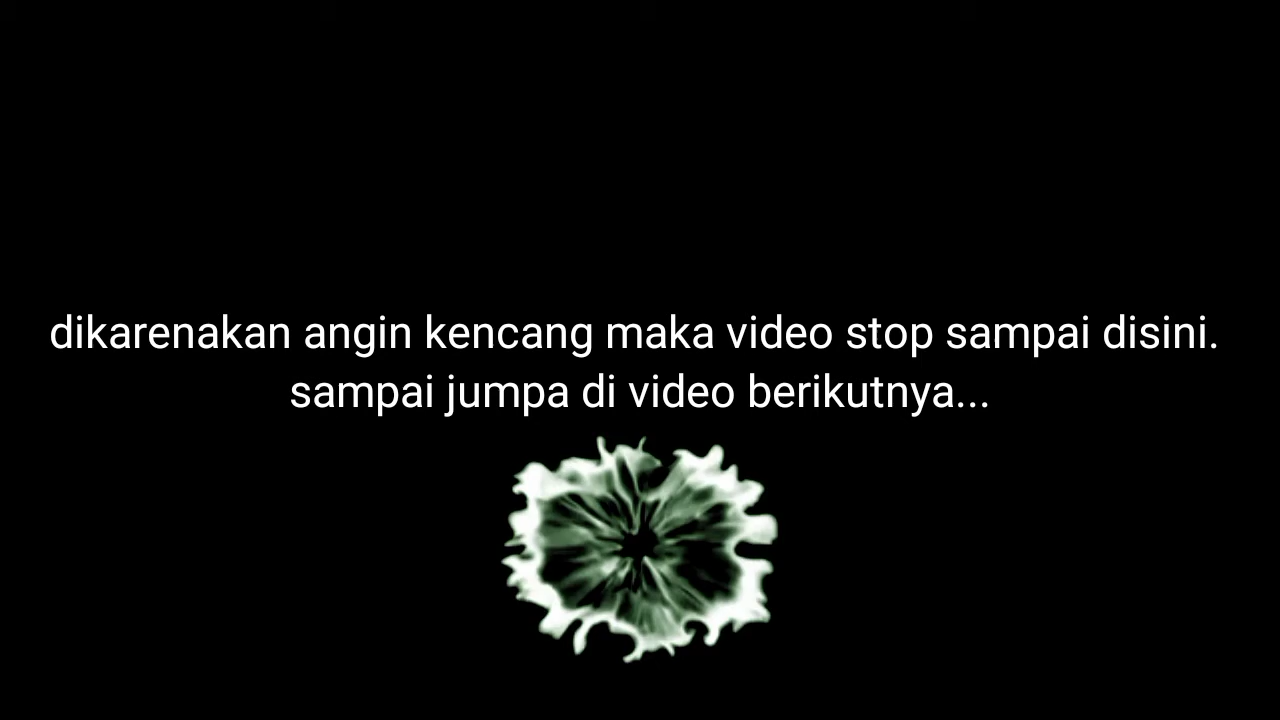 dikarenakan angin kencang maka video stop sampai disini.
sampai jumpa di video berikutnya...